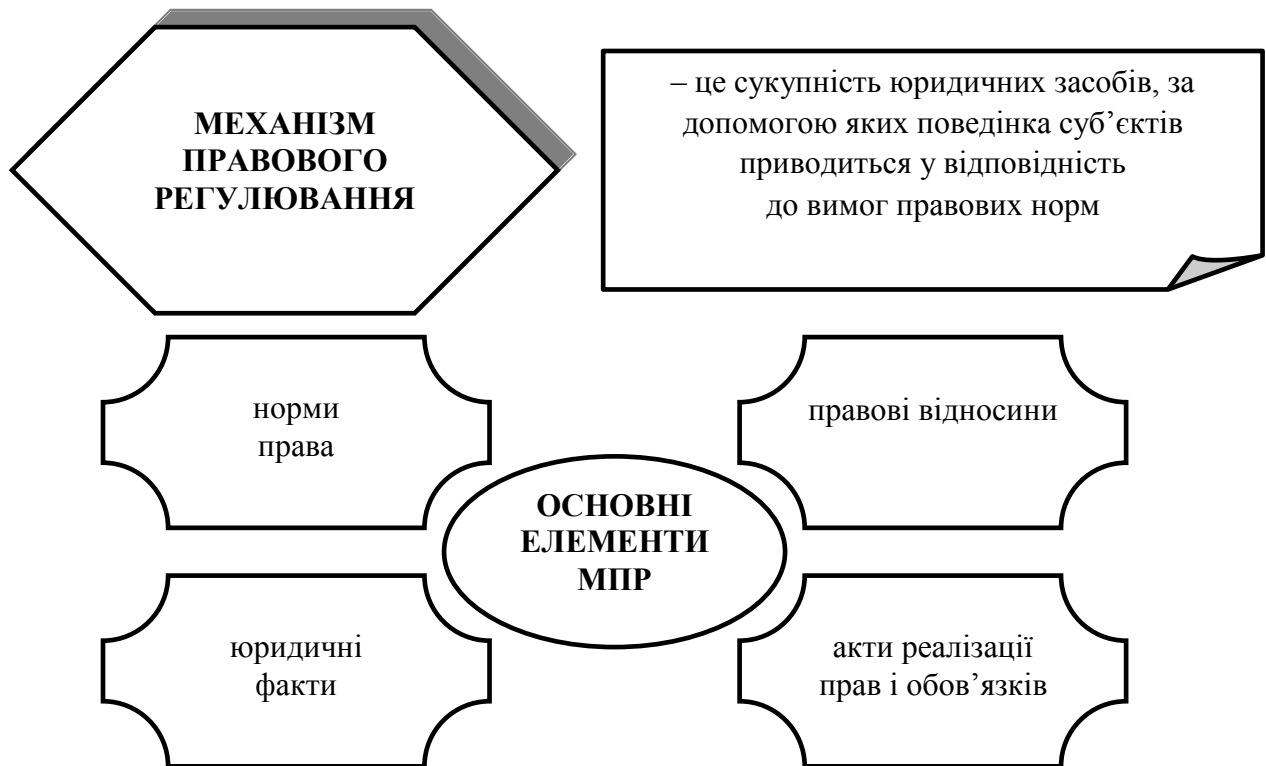 МЕХАНІЗМ
ПРАВОВОГО
РЕГУЛЮВАННЯ
– це сукупність юридичних засобів, за
допомогою яких поведінка суб’єктів
приводиться у відповідність
до вимог правових норм
норми
права
правові відносини
ОСНОВНІ
ЕЛЕМЕНТИ
МПР
юридичні
факти
акти реалізації
прав і обов’язків